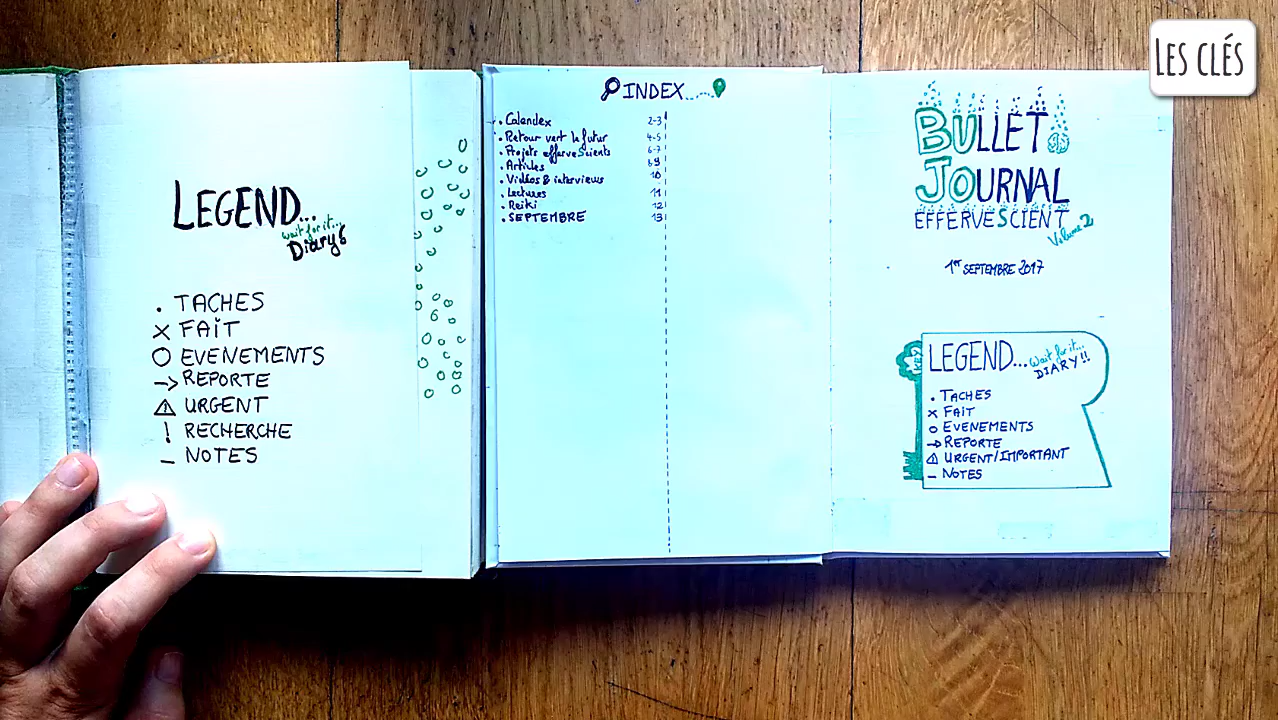 LES CLÉS
LEGEND...
wait for it...
Diary6
. TACHES
X FAIT
O EVENEMENTS
→ REPORTE
⚠ URGENT
! RECHERCHE
_ NOTES
INDEX
. Calandex 2-3
. Retour vert le futur 4-5
. Projets efferveScients 6-7
. Articles 8-9
. Vidéos & interviews 10
. Lectures 11
. Reiki 12
. SEPTEMBRE 13
BULLET
JOURNAL
EFFERVESCIENT
Volume 2
1er SEPTEMBRE 2017
LEGEND...
Wait for it...
DIARY!!
. TACHES
x FAIT
o EVENEMENTS
→ REPORTE
⚠ URGENT/IMPORTANT
– NOTES